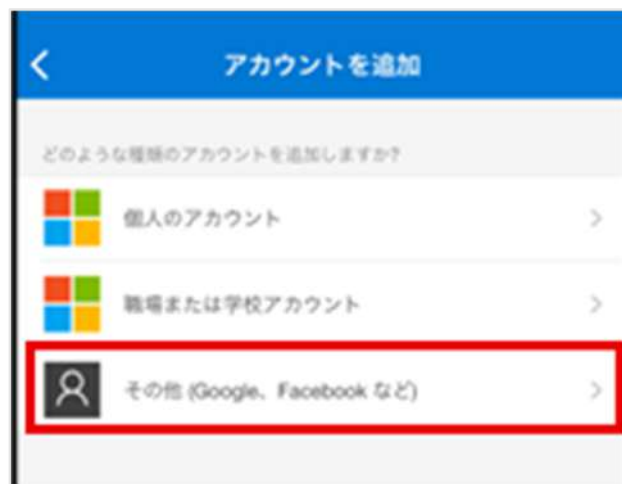 アカウントを追加
どのような種類のアカウントを追加しますか?
個人のアカウント
職場または学校アカウント
その他 (Google、Facebook など)